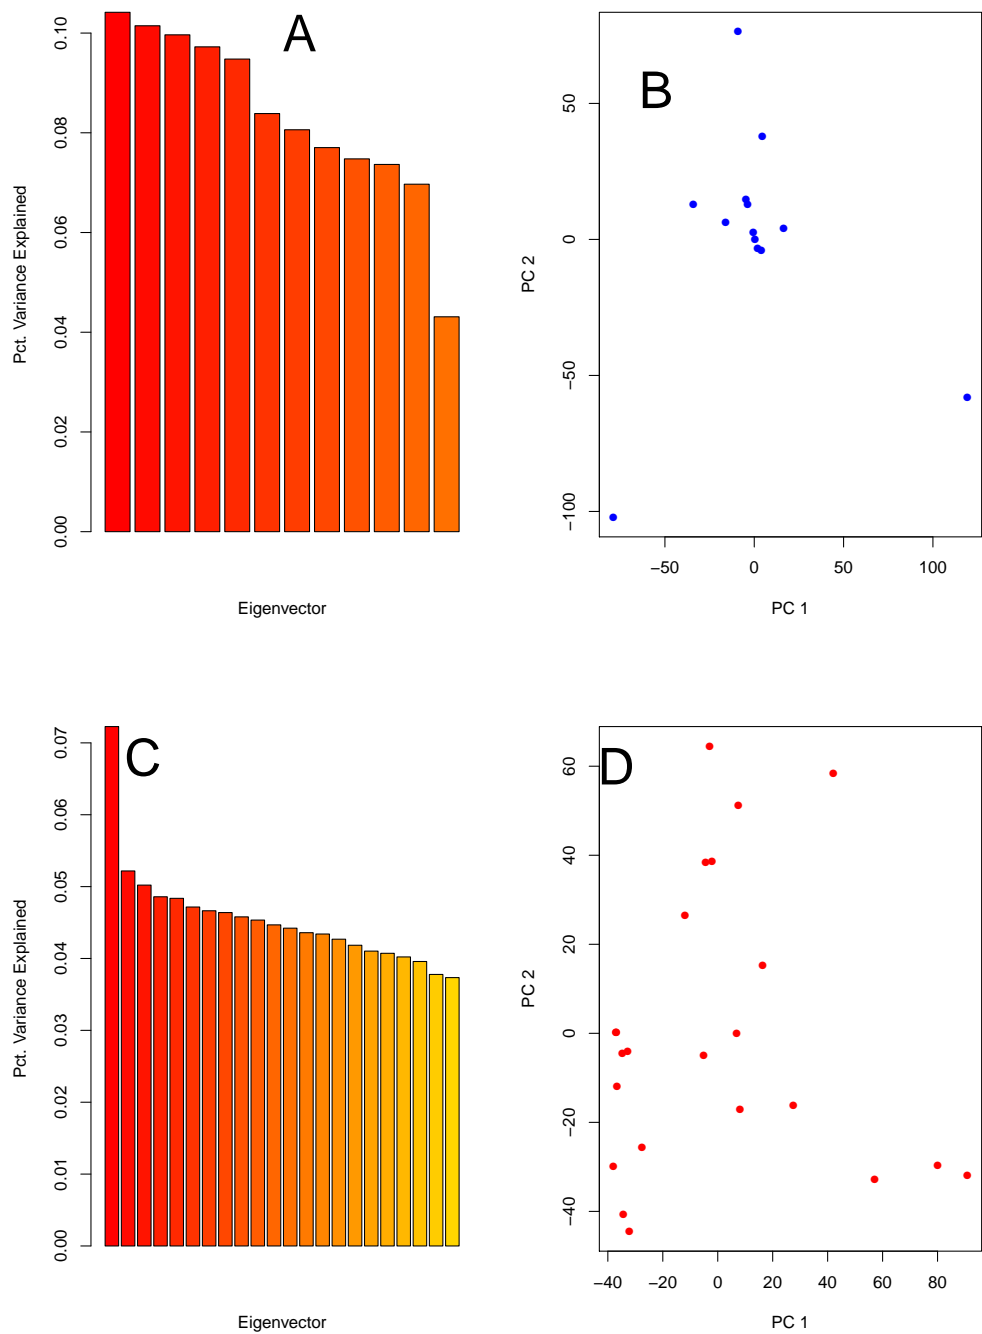 A
Pct. Variance Explained
0.10
0.08
0.06
0.04
0.02
0.00
Eigenvector
B
PC 2
50
0
−50
−100
−50 0 50 100
PC 1
C
Pct. Variance Explained
0.07
0.06
0.05
0.04
0.03
0.02
0.01
0.00
Eigenvector
D
PC 2
60
40
20
0
−20
−40
−40 −20 0 20 40 60 80
PC 1